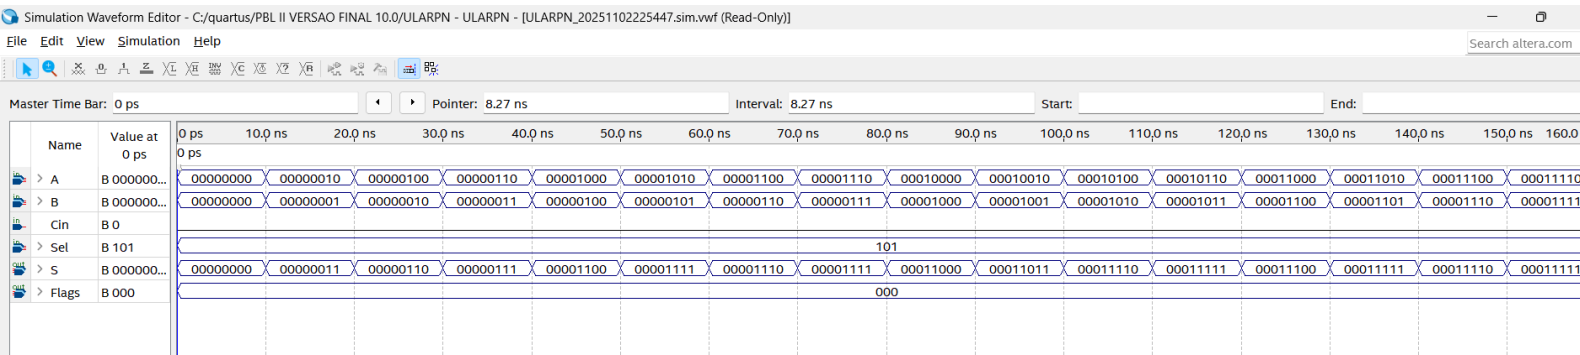 Simulation Waveform Editor - C:/quartus/PBL II VERSAO FINAL 10.0/ULARPN - ULARPN - [ULARPN_20251102225447.sim.vwf (Read-Only)]
File Edit View Simulation Help
Search altera.com
Master Time Bar: 0 ps Pointer: 8.27 ns Interval: 8.27 ns Start: End:
Name Value at 0 ps 0 ps 10.0 ns 20.0 ns 30.0 ns 40.0 ns 50.0 ns 60.0 ns 70.0 ns 80.0 ns 90.0 ns 100.0 ns 110.0 ns 120.0 ns 130.0 ns 140.0 ns 150.0 ns 160.0
0 ps
A B 000000... 00000000 00000010 00000100 00000110 00001000 00001010 00001100 00001110 00010000 00010010 00010100 00010110 00011000 00011010 00011100 00011110
B B 000000... 00000000 00000001 00000010 00000011 00000100 00000101 00000110 00000111 00001000 00001001 00001010 00001011 00001100 00001101 00001110 00001111
Cin B 0
Sel B 101 101
S B 000000... 00000000 00000011 00000110 00000111 00001100 00001111 00001110 00001111 00011000 00011011 00011110 00011111 00011100 00011111 00011110 00011111
Flags B 000 000